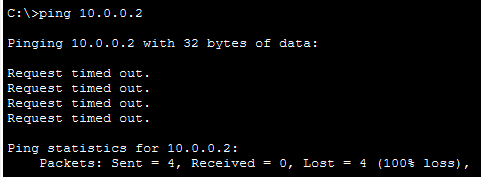 C:\>ping 10.0.0.2
Pinging 10.0.0.2 with 32 bytes of data:
Request timed out.
Request timed out.
Request timed out.
Request timed out.
Ping statistics for 10.0.0.2:
    Packets: Sent = 4, Received = 0, Lost = 4 (100% loss),